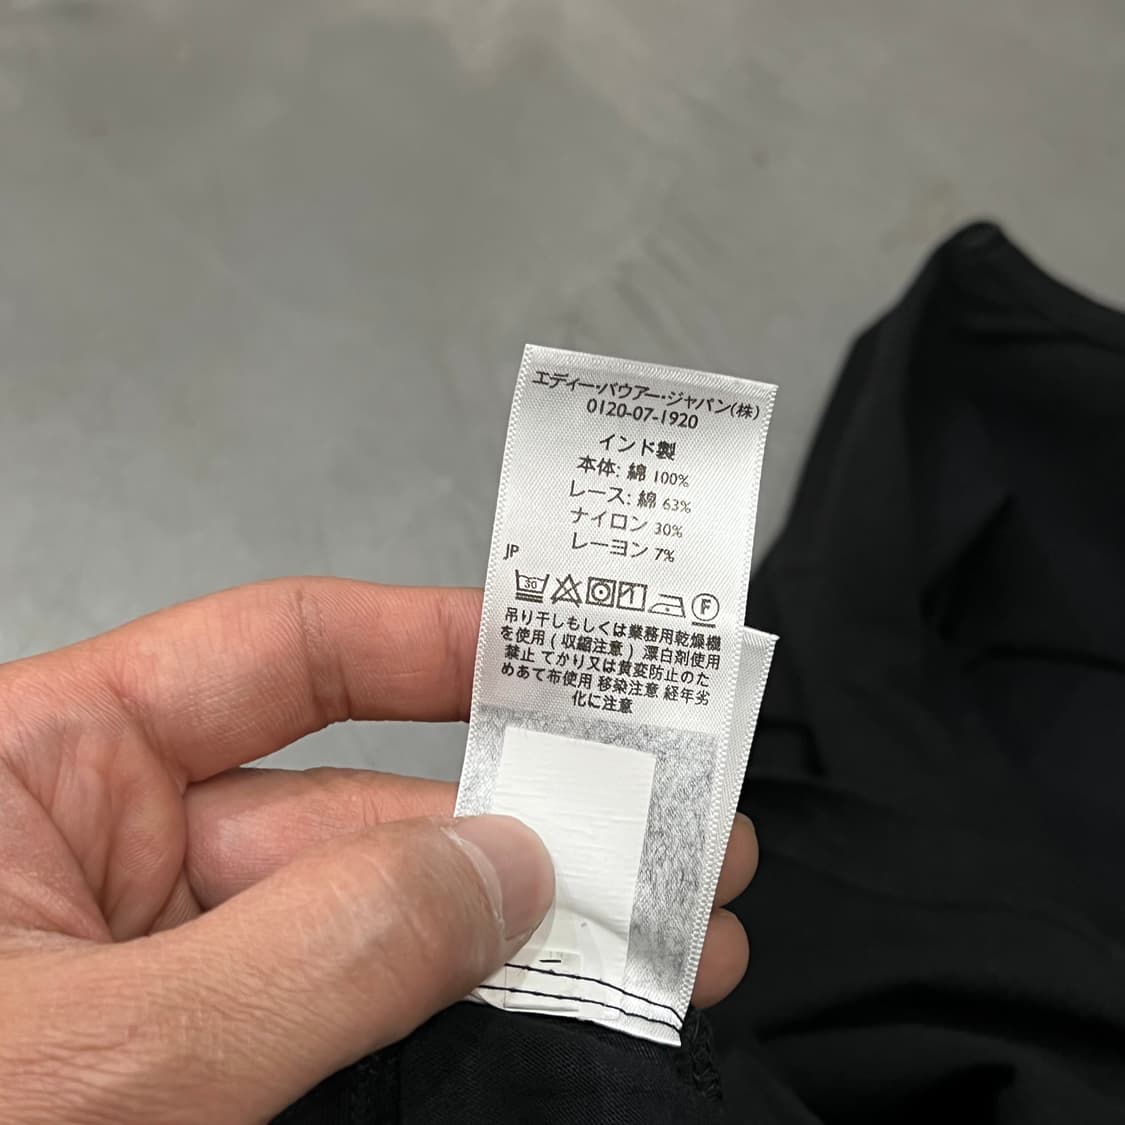 エディー・バウアー・ジャパン(株)
0120-07-1920
インド製
本体: 綿 100%
レース: 綿 63%
ナイロン 30%
レーヨン 7%
JP
30
F
吊り干しもしくは業務用乾燥機
を使用 ( 収縮注意 ) 漂白剤使用
禁止 てかり又は黄変防止のた
めあて布使用 移染注意 経年劣
化に注意